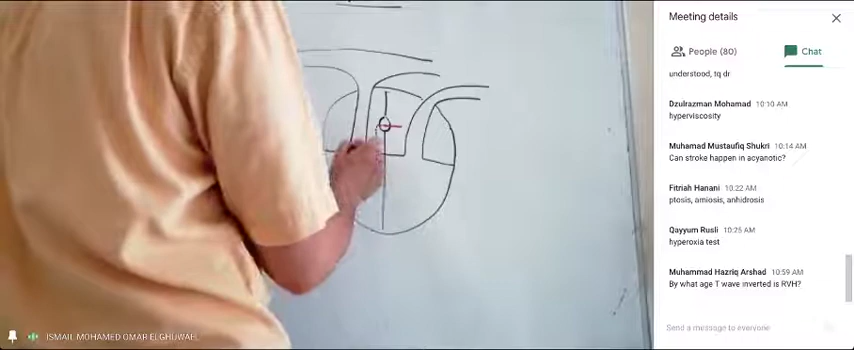 Meeting details
People (80)
Chat
understood, tq dr
Dzulrazman Mohamad 10:10 AM
hyperviscosity
Muhamad Mustaufiq Shukri 10:14 AM
Can stroke happen in acyanotic?
Fitriah Hanani 10:22 AM
ptosis, amiosis, anhidrosis
Qayyum Rusli 10:25 AM
hyperoxia test
Muhammad Hazriq Arshad 10:59 AM
By what age T wave inverted is RVH?
Send a message to everyone
ISMAIL MOHAMED OMAR ELGHUWAEL